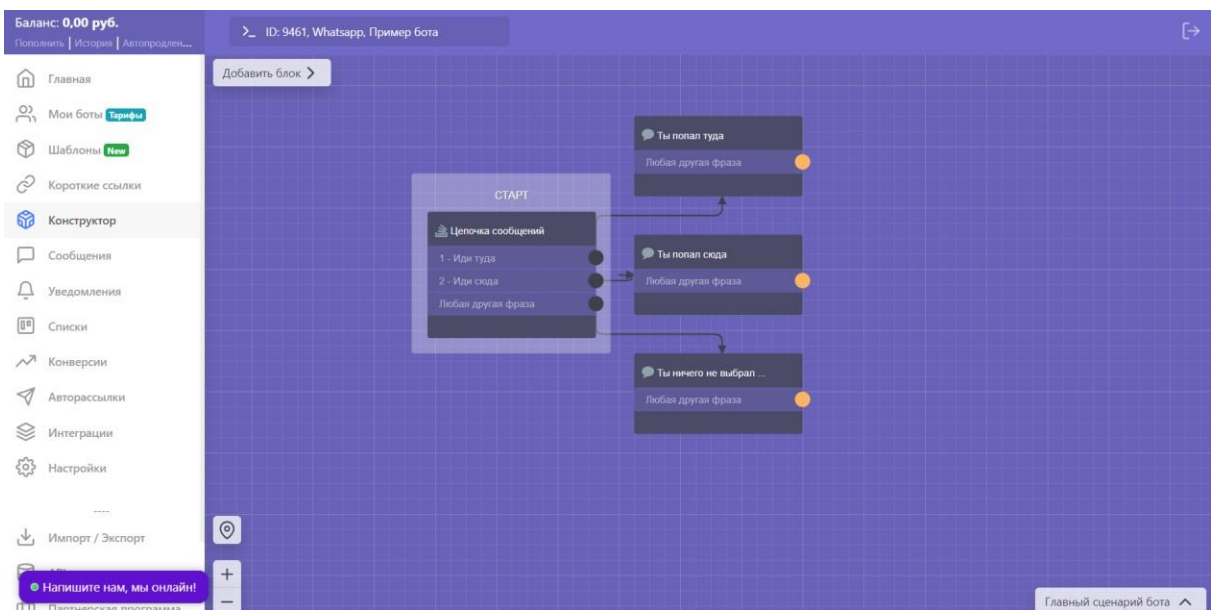 Баланс: 0,00 руб.
Пополнить | История | Автопродлен...
>_ ID: 9461, Whatsapp, Пример бота
Добавить блок
Главная
Мои боты Тарифы
Шаблоны New
Короткие ссылки
Конструктор
Сообщения
Уведомления
Списки
Конверсии
Авторассылки
Интеграции
Настройки
----
Импорт / Экспорт
Напишите нам, мы онлайн!
Партнерская программа
СТАРТ
Цепочка сообщений
1 - Иди туда
2 - Иди сюда
Любая другая фраза
Ты попал туда
Любая другая фраза
Ты попал сюда
Любая другая фраза
Ты ничего не выбрал ...
Любая другая фраза
+
−
Главный сценарий бота